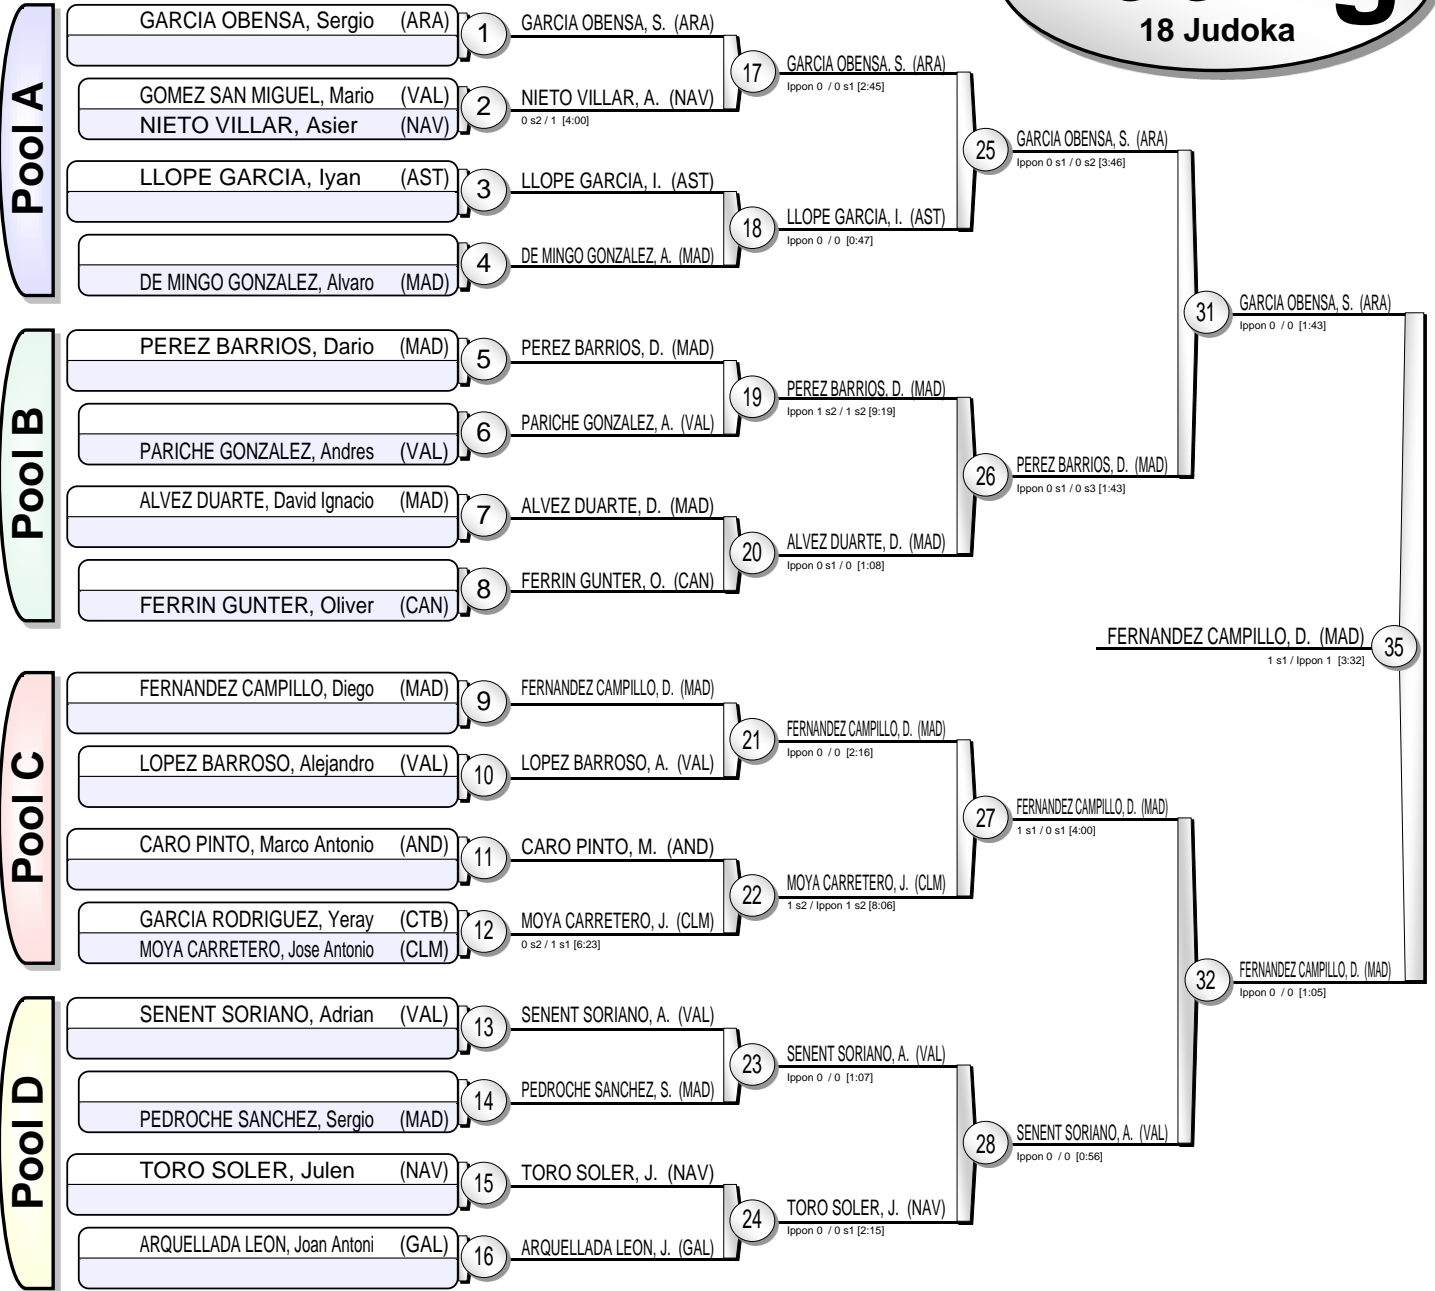 18 Judoka
Pool A
GARCIA OBENSA, Sergio (ARA)
1
GOMEZ SAN MIGUEL, Mario (VAL)
NIETO VILLAR, Asier (NAV)
2
LLOPE GARCIA, Iyan (AST)
3
DE MINGO GONZALEZ, Alvaro (MAD)
4
Pool B
PEREZ BARRIOS, Dario (MAD)
5
PARICHE GONZALEZ, Andres (VAL)
6
ALVEZ DUARTE, David Ignacio (MAD)
7
FERRIN GUNTER, Oliver (CAN)
8
Pool C
FERNANDEZ CAMPILLO, Diego (MAD)
9
LOPEZ BARROSO, Alejandro (VAL)
10
CARO PINTO, Marco Antonio (AND)
11
GARCIA RODRIGUEZ, Yeray (CTB)
MOYA CARRETERO, Jose Antonio (CLM)
12
Pool D
SENENT SORIANO, Adrian (VAL)
13
PEDROCHE SANCHEZ, Sergio (MAD)
14
TORO SOLER, Julen (NAV)
15
ARQUELLADA LEON, Joan Antoni (GAL)
16
GARCIA OBENSA, S. (ARA)
NIETO VILLAR, A. (NAV)
0 s2 / 1 [4:00]
17
LLOPE GARCIA, I. (AST)
DE MINGO GONZALEZ, A. (MAD)
18
PEREZ BARRIOS, D. (MAD)
PARICHE GONZALEZ, A. (VAL)
19
ALVEZ DUARTE, D. (MAD)
FERRIN GUNTER, O. (CAN)
20
FERNANDEZ CAMPILLO, D. (MAD)
LOPEZ BARROSO, A. (VAL)
21
CARO PINTO, M. (AND)
MOYA CARRETERO, J. (CLM)
0 s2 / 1 s1 [6:23]
22
SENENT SORIANO, A. (VAL)
PEDROCHE SANCHEZ, S. (MAD)
23
TORO SOLER, J. (NAV)
ARQUELLADA LEON, J. (GAL)
24
GARCIA OBENSA, S. (ARA)
Ippon 0 / 0 s1 [2:45]
LLOPE GARCIA, I. (AST)
Ippon 0 / 0 [0:47]
25
PEREZ BARRIOS, D. (MAD)
Ippon 1 s2 / 1 s2 [9:19]
ALVEZ DUARTE, D. (MAD)
Ippon 0 s1 / 0 [1:08]
26
FERNANDEZ CAMPILLO, D. (MAD)
Ippon 0 / 0 [2:16]
MOYA CARRETERO, J. (CLM)
1 s2 / Ippon 1 s2 [8:06]
27
SENENT SORIANO, A. (VAL)
Ippon 0 / 0 [1:07]
TORO SOLER, J. (NAV)
Ippon 0 / 0 s1 [2:15]
28
GARCIA OBENSA, S. (ARA)
Ippon 0 s1 / 0 s2 [3:46]
PEREZ BARRIOS, D. (MAD)
Ippon 0 s1 / 0 s3 [1:43]
31
FERNANDEZ CAMPILLO, D. (MAD)
1 s1 / 0 s1 [4:00]
SENENT SORIANO, A. (VAL)
Ippon 0 / 0 [0:56]
32
GARCIA OBENSA, S. (ARA)
Ippon 0 / 0 [1:43]
FERNANDEZ CAMPILLO, D. (MAD)
Ippon 0 / 0 [1:05]
FERNANDEZ CAMPILLO, D. (MAD)
1 s1 / Ippon 1 [3:32]
35